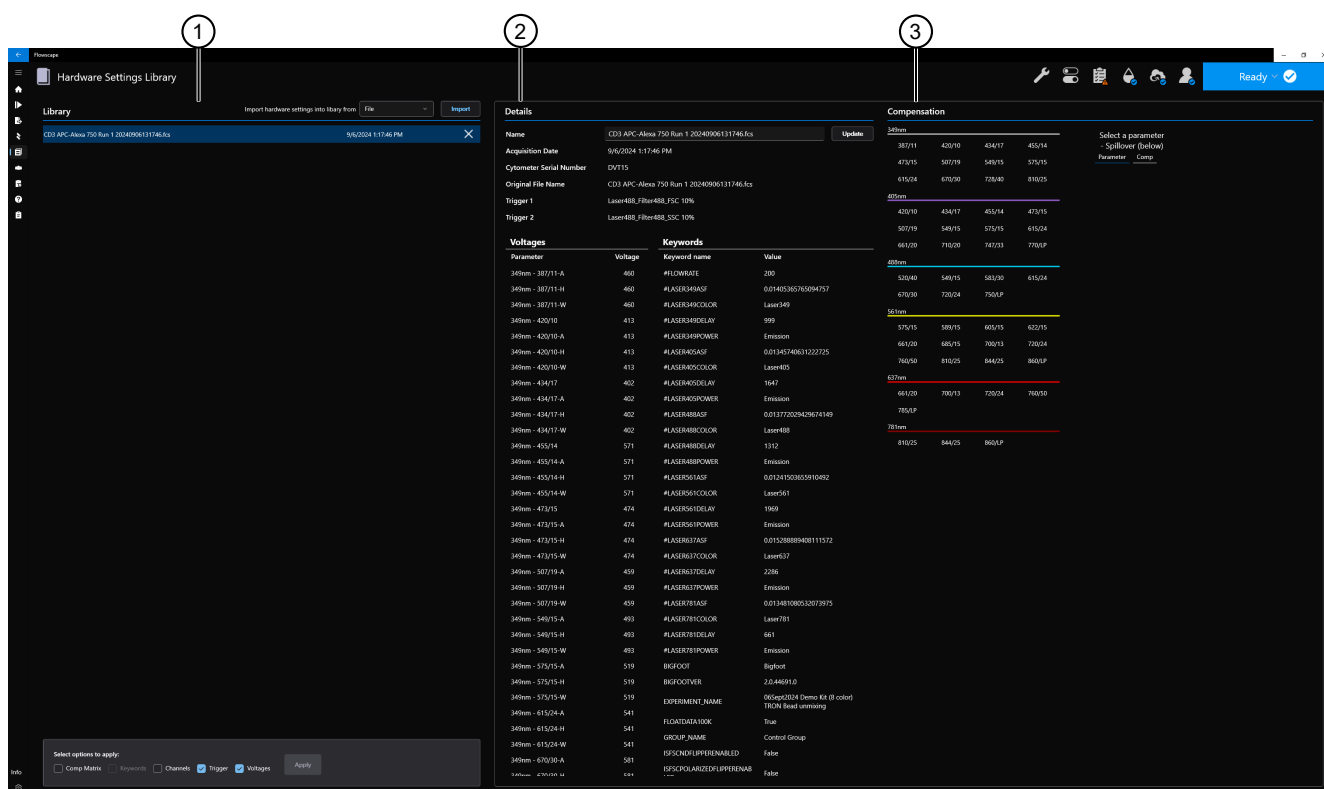 1
2
3
Flowscape
Hardware Settings Library
Ready
Library
Import hardware settings into libary from
File
Import
CD3 APC-Alexa 750 Run 1 20240906131746.fcs 9/6/2024 1:17:46 PM
Select options to apply:
Comp Matrix Keywords Channels Trigger Voltages Apply
Info
Details
Name CD3 APC-Alexa 750 Run 1 20240906131746.fcs Update
Acquisition Date 9/6/2024 1:17:46 PM
Cytometer Serial Number DVT15
Original File Name CD3 APC-Alexa 750 Run 1 20240906131746.fcs
Trigger 1 Laser488_Filter488_FSC 10%
Trigger 2 Laser488_Filter488_SSC 10%
Voltages
Parameter Voltage
349nm - 387/11-A 460
349nm - 387/11-H 460
349nm - 387/11-W 460
349nm - 420/10 413
349nm - 420/10-A 413
349nm - 420/10-H 413
349nm - 420/10-W 413
349nm - 434/17 402
349nm - 434/17-A 402
349nm - 434/17-H 402
349nm - 434/17-W 402
349nm - 455/14 571
349nm - 455/14-A 571
349nm - 455/14-H 571
349nm - 455/14-W 571
349nm - 473/15 474
349nm - 473/15-A 474
349nm - 473/15-H 474
349nm - 473/15-W 474
349nm - 507/19-A 459
349nm - 507/19-H 459
349nm - 507/19-W 459
349nm - 549/15-A 493
349nm - 549/15-H 493
349nm - 549/15-W 493
349nm - 575/15-A 519
349nm - 575/15-H 519
349nm - 575/15-W 519
349nm - 615/24-A 541
349nm - 615/24-H 541
349nm - 615/24-W 541
349nm - 670/30-A 581
349nm - 670/30-H 581
Keywords
Keyword name Value
#FLOWRATE 200
#LASER349ASF 0.01405365765094757
#LASER349COLOR Laser349
#LASER349DELAY 999
#LASER349POWER Emission
#LASER405ASF 0.01345740631222725
#LASER405COLOR Laser405
#LASER405DELAY 1647
#LASER405POWER Emission
#LASER488ASF 0.013772029429674149
#LASER488COLOR Laser488
#LASER488DELAY 1312
#LASER488POWER Emission
#LASER561ASF 0.01241503655910492
#LASER561COLOR Laser561
#LASER561DELAY 1969
#LASER561POWER Emission
#LASER637ASF 0.015288889408111572
#LASER637COLOR Laser637
#LASER637DELAY 2286
#LASER637POWER Emission
#LASER781ASF 0.013481080532073975
#LASER781COLOR Laser781
#LASER781DELAY 661
#LASER781POWER Emission
BIGFOOT Bigfoot
BIGFOOTVER 2.0.44691.0
EXPERIMENT_NAME 06Sept2024 Demo Kit (8 color)
TRON Bead unmixing
FLOATDATA100K True
GROUP_NAME Control Group
ISFSCNDFLIPPERENABLED False
ISFSCPOLARIZEDFLIPPERENAB False
Compensation
349nm
387/11 420/10 434/17 455/14
473/15 507/19 549/15 575/15
615/24 670/30 728/40 810/25
405nm
420/10 434/17 455/14 473/15
507/19 549/15 575/15 615/24
661/20 710/20 747/33 770/LP
488nm
520/40 549/15 583/30 615/24
670/30 720/24 750/LP
561nm
575/15 589/15 605/15 622/15
661/20 685/15 700/13 720/24
760/50 810/25 844/25 860/LP
637nm
661/20 700/13 720/24 760/50
785/LP
781nm
810/25 844/25 860/LP
Select a parameter
- Spillover (below)
Parameter Comp